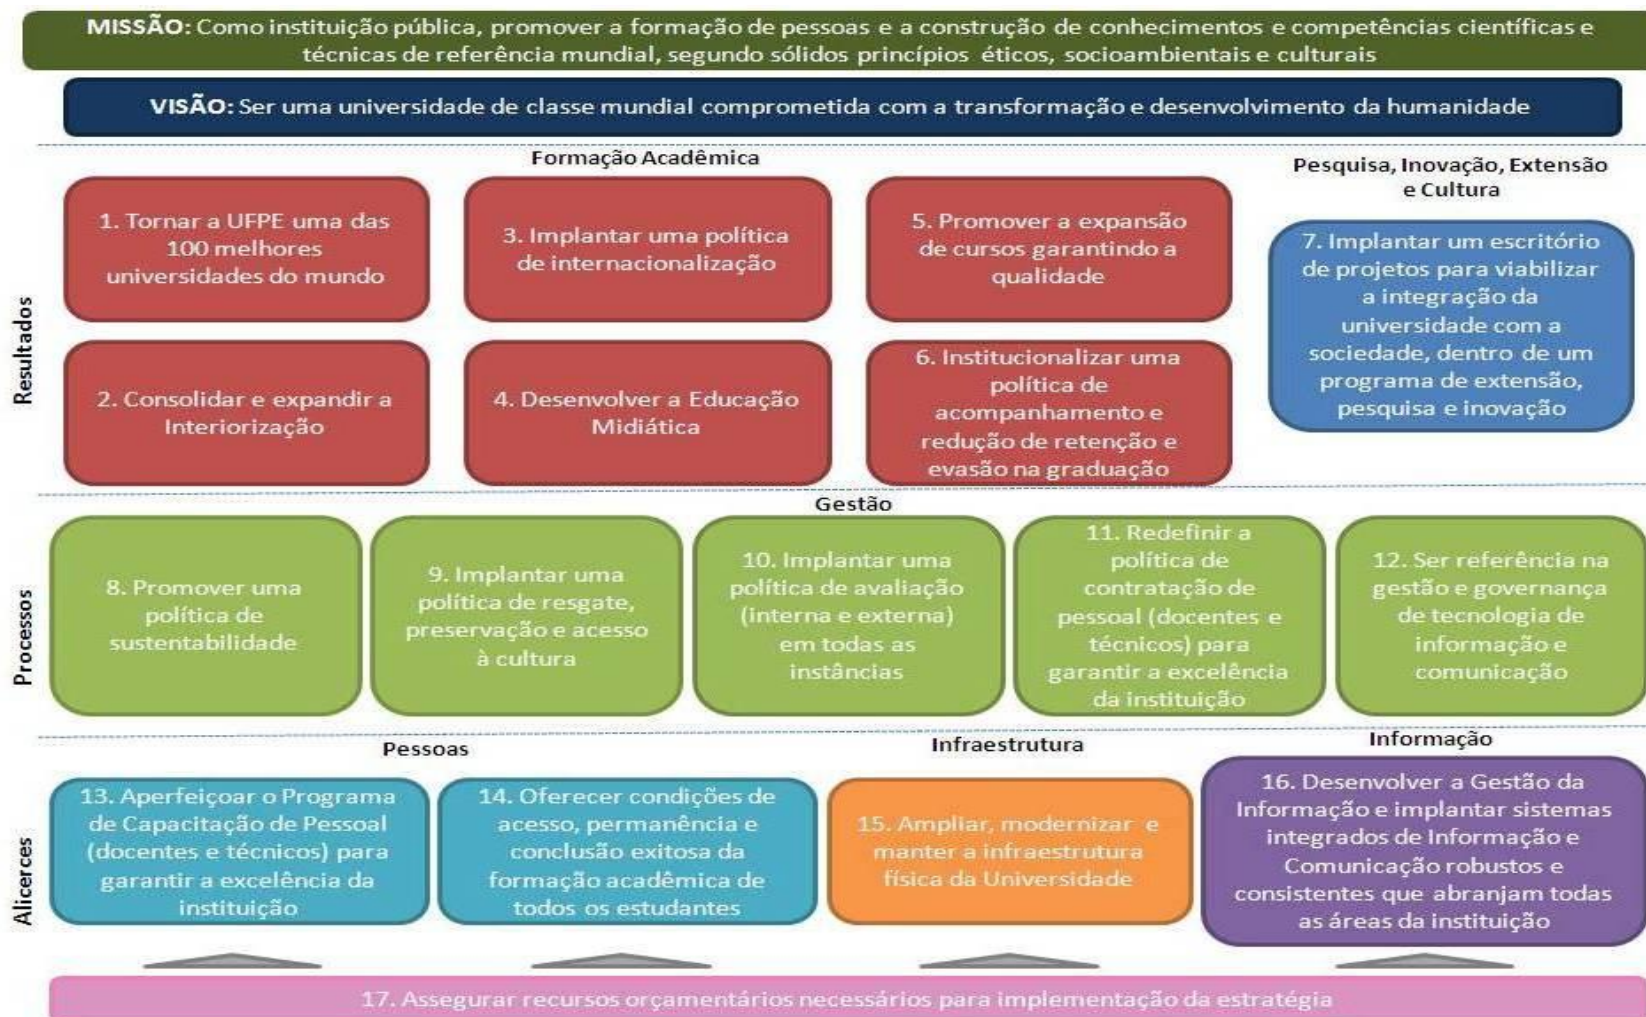 MISSÃO: Como instituição pública, promover a formação de pessoas e a construção de conhecimentos e competências científicas e
técnicas de referência mundial, segundo sólidos princípios éticos, socioambientais e culturais
VISÃO: Ser uma universidade de classe mundial comprometida com a transformação e desenvolvimento da humanidade
Resultados
Formação Acadêmica
1. Tornar a UFPE uma das
100 melhores
universidades do mundo
3. Implantar uma política
de internacionalização
5. Promover a expansão
de cursos garantindo a
qualidade
2. Consolidar e expandir a
Interiorização
4. Desenvolver a Educação
Midiática
6. Institucionalizar uma
política de
acompanhamento e
redução de retenção e
evasão na graduação
Pesquisa, Inovação, Extensão
e Cultura
7. Implantar um escritório
de projetos para viabilizar
a integração da
universidade com a
sociedade, dentro de um
programa de extensão,
pesquisa e inovação
Processos
Gestão
8. Promover uma
política de
sustentabilidade
9. Implantar uma
política de resgate,
preservação e acesso
à cultura
10. Implantar uma
política de avaliação
(interna e externa)
em todas as
instâncias
11. Redefinir a
política de
contratação de
pessoal (docentes e
técnicos) para
garantir a excelência
da instituição
12. Ser referência na
gestão e governança
de tecnologia de
informação e
comunicação
Alicerces
Pessoas
13. Aperfeiçoar o Programa
de Capacitação de Pessoal
(docentes e técnicos) para
garantir a excelência da
instituição
14. Oferecer condições de
acesso, permanência e
conclusão exitosa da
formação acadêmica de
todos os estudantes
Infraestrutura
15. Ampliar, modernizar e
manter a infraestrutura
física da Universidade
Informação
16. Desenvolver a Gestão da
Informação e implantar sistemas
integrados de Informação e
Comunicação robustos e
consistentes que abranjam todas
as áreas da instituição
17. Assegurar recursos orçamentários necessários para implementação da estratégia